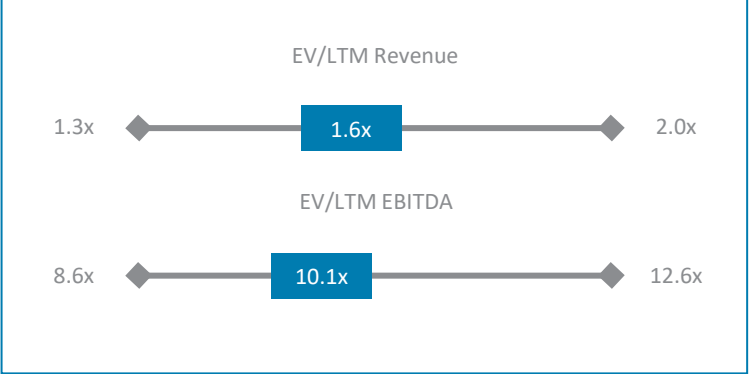 EV/LTM Revenue
1.3x 1.6x 2.0x
EV/LTM EBITDA
8.6x 10.1x 12.6x